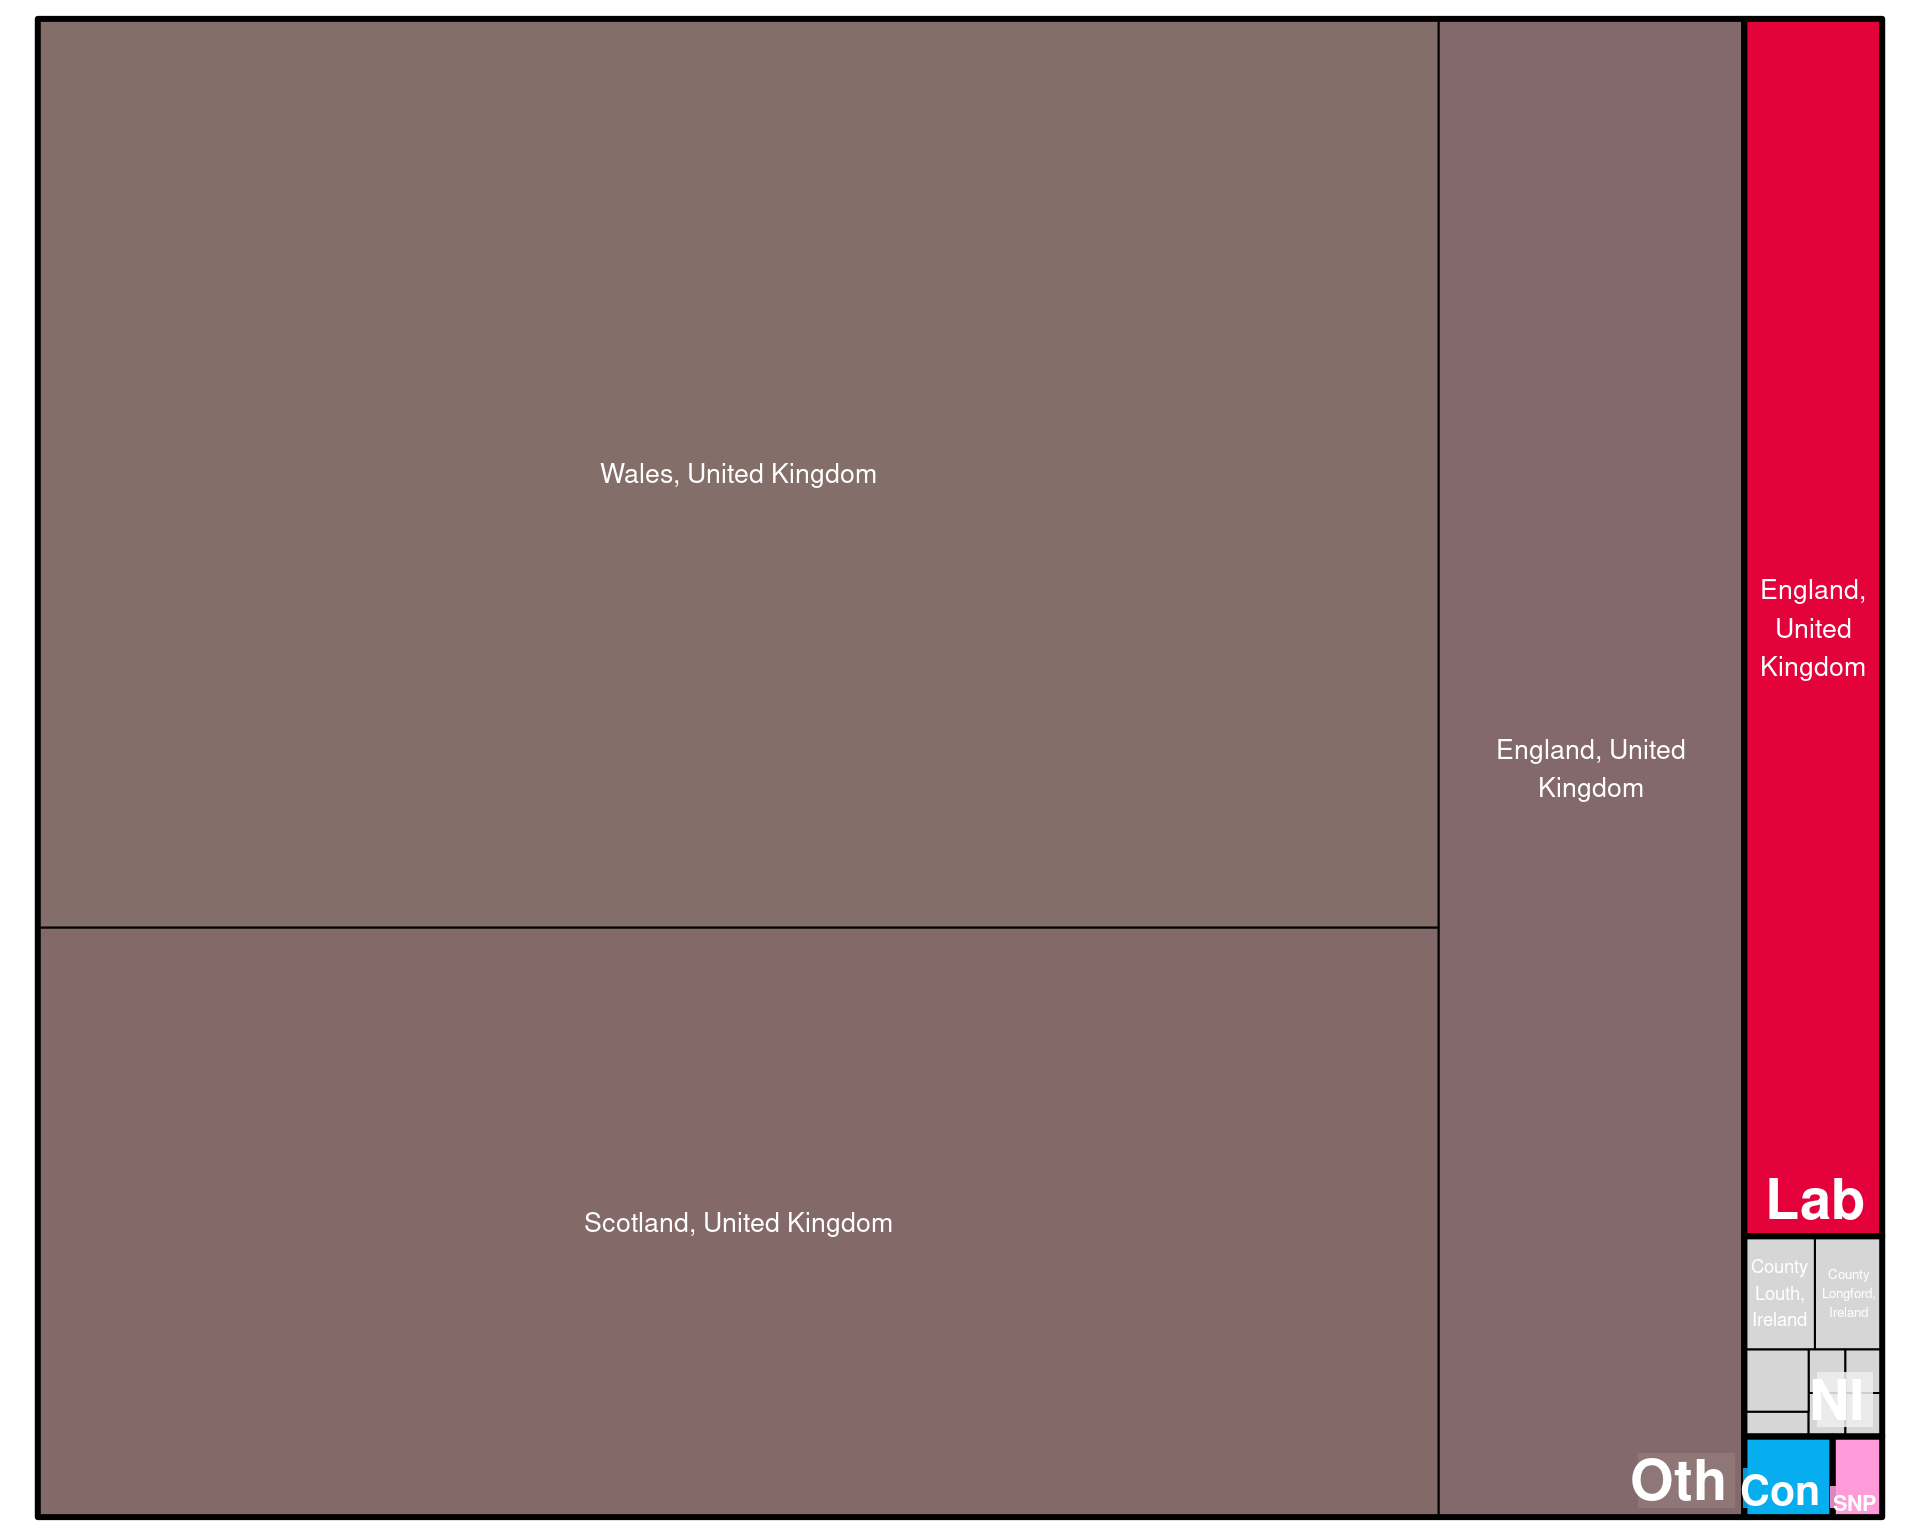 Wales, United Kingdom
Scotland, United Kingdom
England, United
Kingdom
Oth
England,
United
Kingdom
Lab
County
Louth,
Ireland
County
Longford,
Ireland
NI
Con
SNP